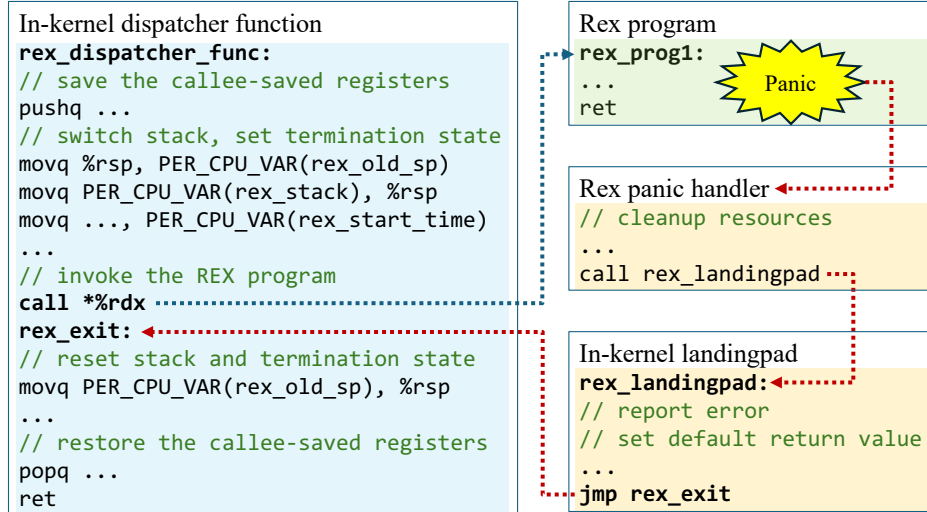 In-kernel dispatcher function
rex_dispatcher_func:
// save the callee-saved registers
pushq ...
// switch stack, set termination state
movq %rsp, PER_CPU_VAR(rex_old_sp)
movq PER_CPU_VAR(rex_stack), %rsp
movq ..., PER_CPU_VAR(rex_start_time)
...
// invoke the REX program
call *%rdx
rex_exit:
// reset stack and termination state
movq PER_CPU_VAR(rex_old_sp), %rsp
...
// restore the callee-saved registers
popq ...
ret
Rex program
rex_prog1:
...
ret
Panic
Rex panic handler
// cleanup resources
...
call rex_landingpad
In-kernel landingpad
rex_landingpad:
// report error
// set default return value
...
jmp rex_exit